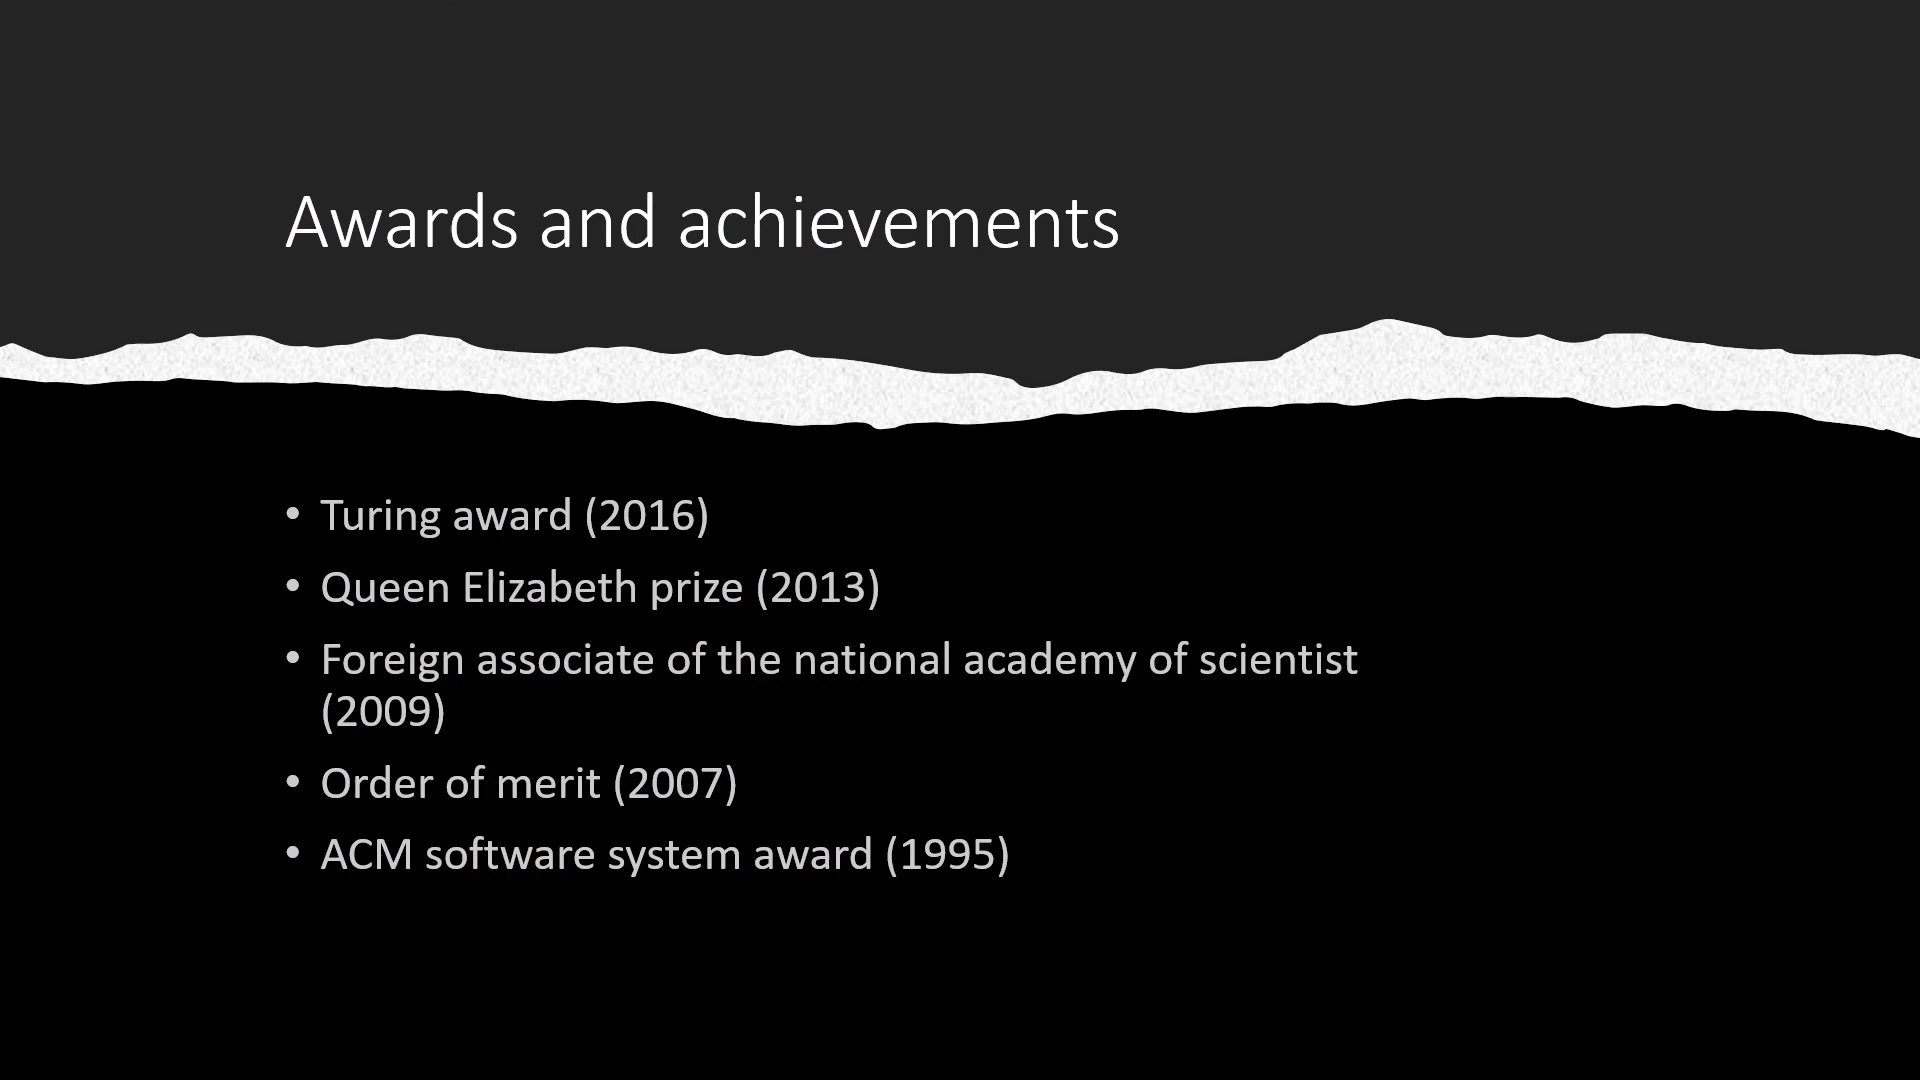 Awards and achievements
• Turing award (2016)
• Queen Elizabeth prize (2013)
• Foreign associate of the national academy of scientist
(2009)
• Order of merit (2007)
• ACM software system award (1995)